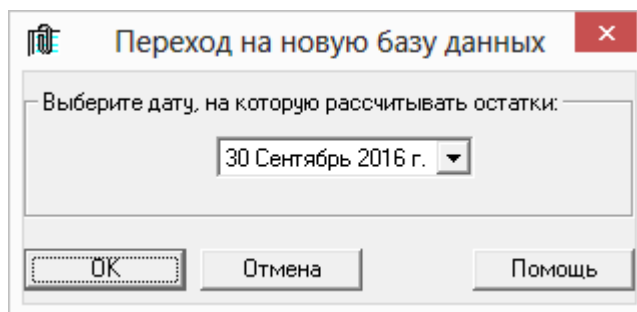 Переход на новую базу данных
Выберите дату, на которую рассчитывать остатки:
30 Сентябрь 2016 г.
OK
Отмена
Помощь